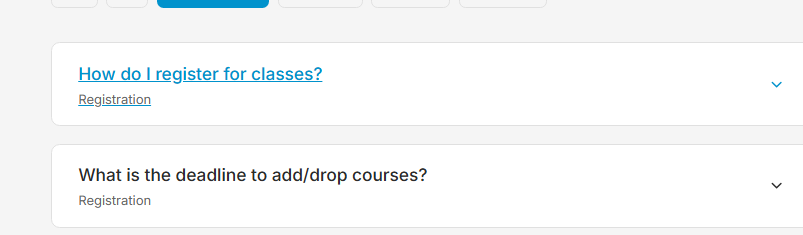 How do I register for classes?
Registration
What is the deadline to add/drop courses?
Registration